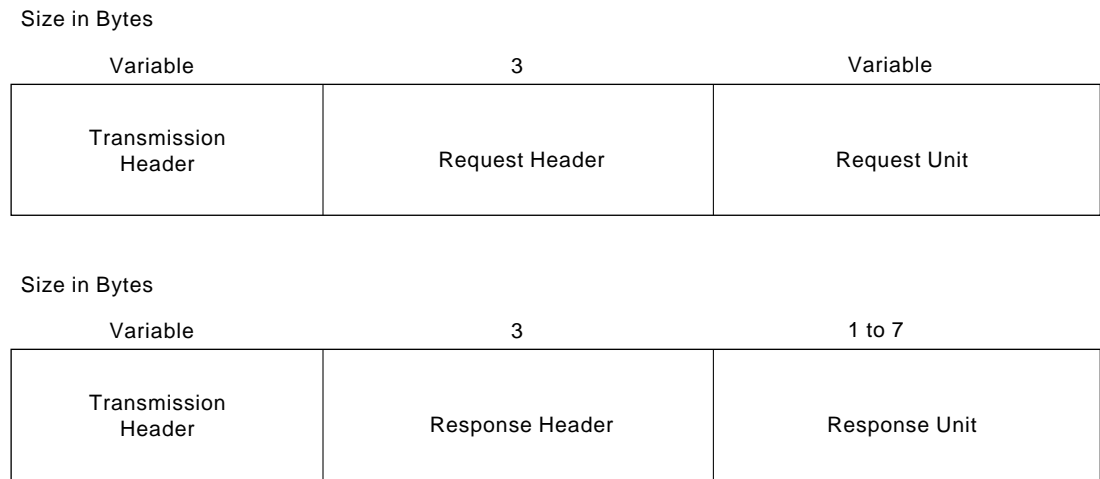 Size in Bytes
Variable 3 Variable
Transmission
Header
Request Header
Request Unit
Size in Bytes
Variable 3 1 to 7
Transmission
Header
Response Header
Response Unit